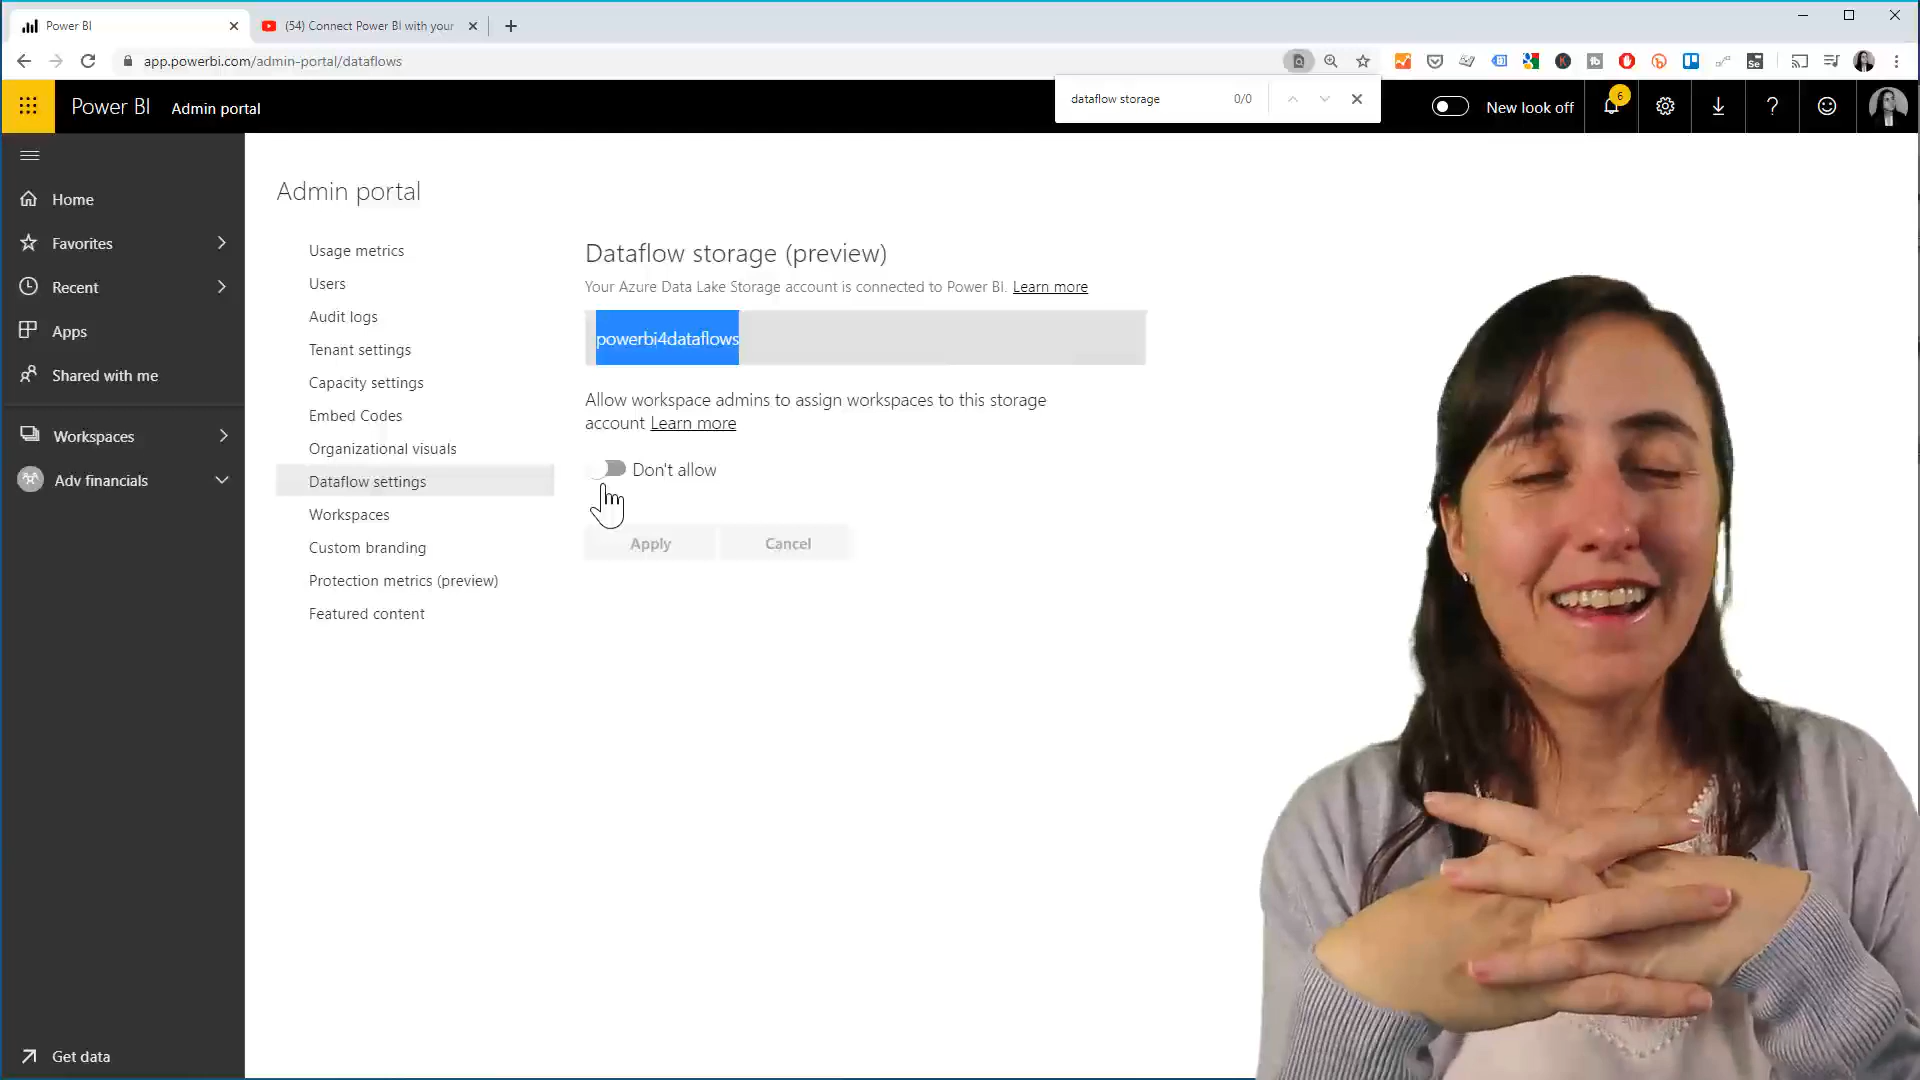 Power BI
(54) Connect Power BI with your
app.powerbi.com/admin-portal/dataflows
dataflow storage 0/0
Power BI Admin portal
New look off
6
Home
Favorites
Recent
Apps
Shared with me
Workspaces
Adv financials
Get data
Admin portal
Usage metrics
Users
Audit logs
Tenant settings
Capacity settings
Embed Codes
Organizational visuals
Dataflow settings
Workspaces
Custom branding
Protection metrics (preview)
Featured content
Dataflow storage (preview)
Your Azure Data Lake Storage account is connected to Power BI. Learn more
powerbi4dataflows
Allow workspace admins to assign workspaces to this storage
account Learn more
Don't allow
Apply Cancel